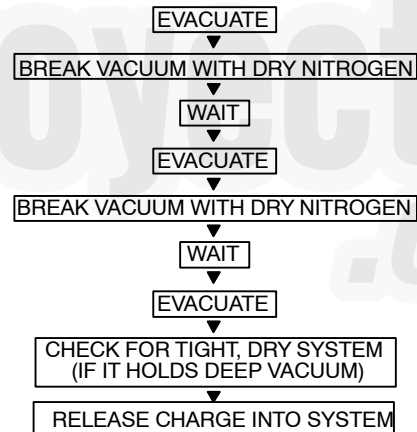 EVACUATE
BREAK VACUUM WITH DRY NITROGEN
WAIT
EVACUATE
BREAK VACUUM WITH DRY NITROGEN
WAIT
EVACUATE
CHECK FOR TIGHT, DRY SYSTEM
(IF IT HOLDS DEEP VACUUM)
RELEASE CHARGE INTO SYSTEM